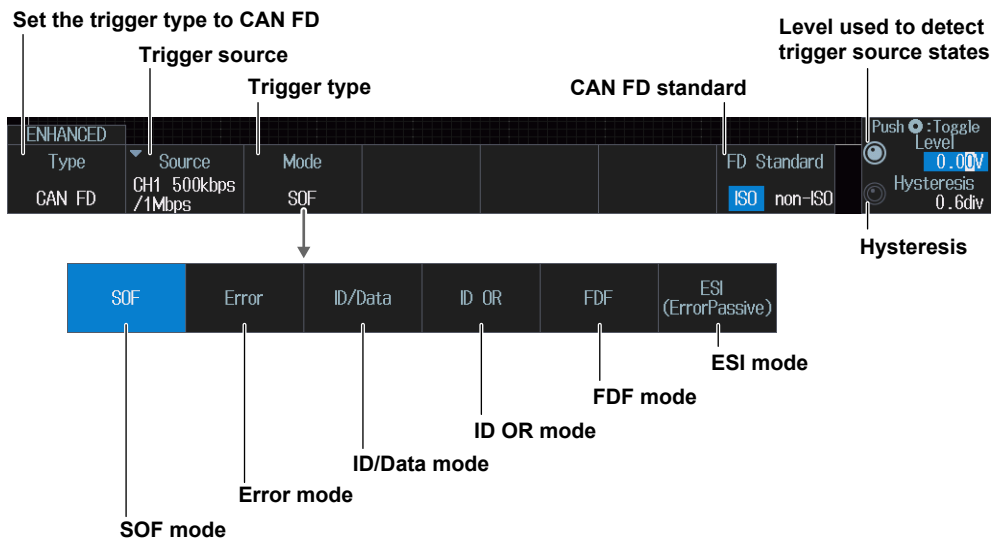 Set the trigger type to CAN FD
Trigger source
Trigger type
CAN FD standard
Level used to detect
trigger source states
ENHANCED
Type
CAN FD
Source
CH1 500kbps
/1Mbps
Mode
SOF
FD Standard
ISO non-ISO
Push :Toggle
Level
0.00V
Hysteresis
0.6div
Hysteresis
SOF
Error
ID/Data
ID OR
FDF
ESI
(ErrorPassive)
ESI mode
FDF mode
ID OR mode
ID/Data mode
Error mode
SOF mode